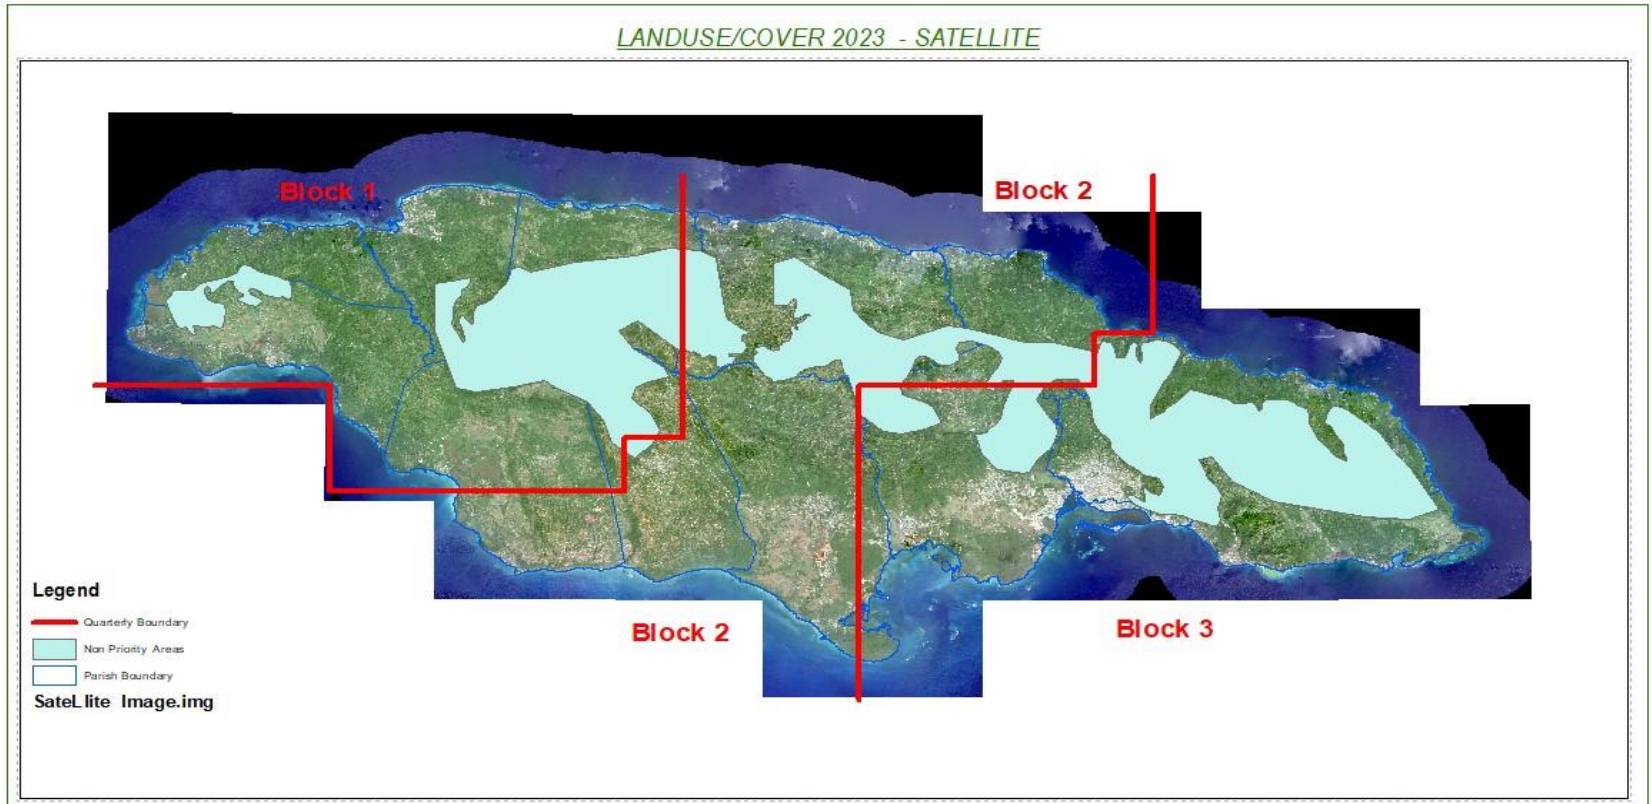 LANDUSE/COVER 2023 - SATELLITE
Block 1
Block 2
Block 2
Block 3
Legend
Quarterly Boundary
Non Priority Areas
Parish Boundary
SateLlite Image.img